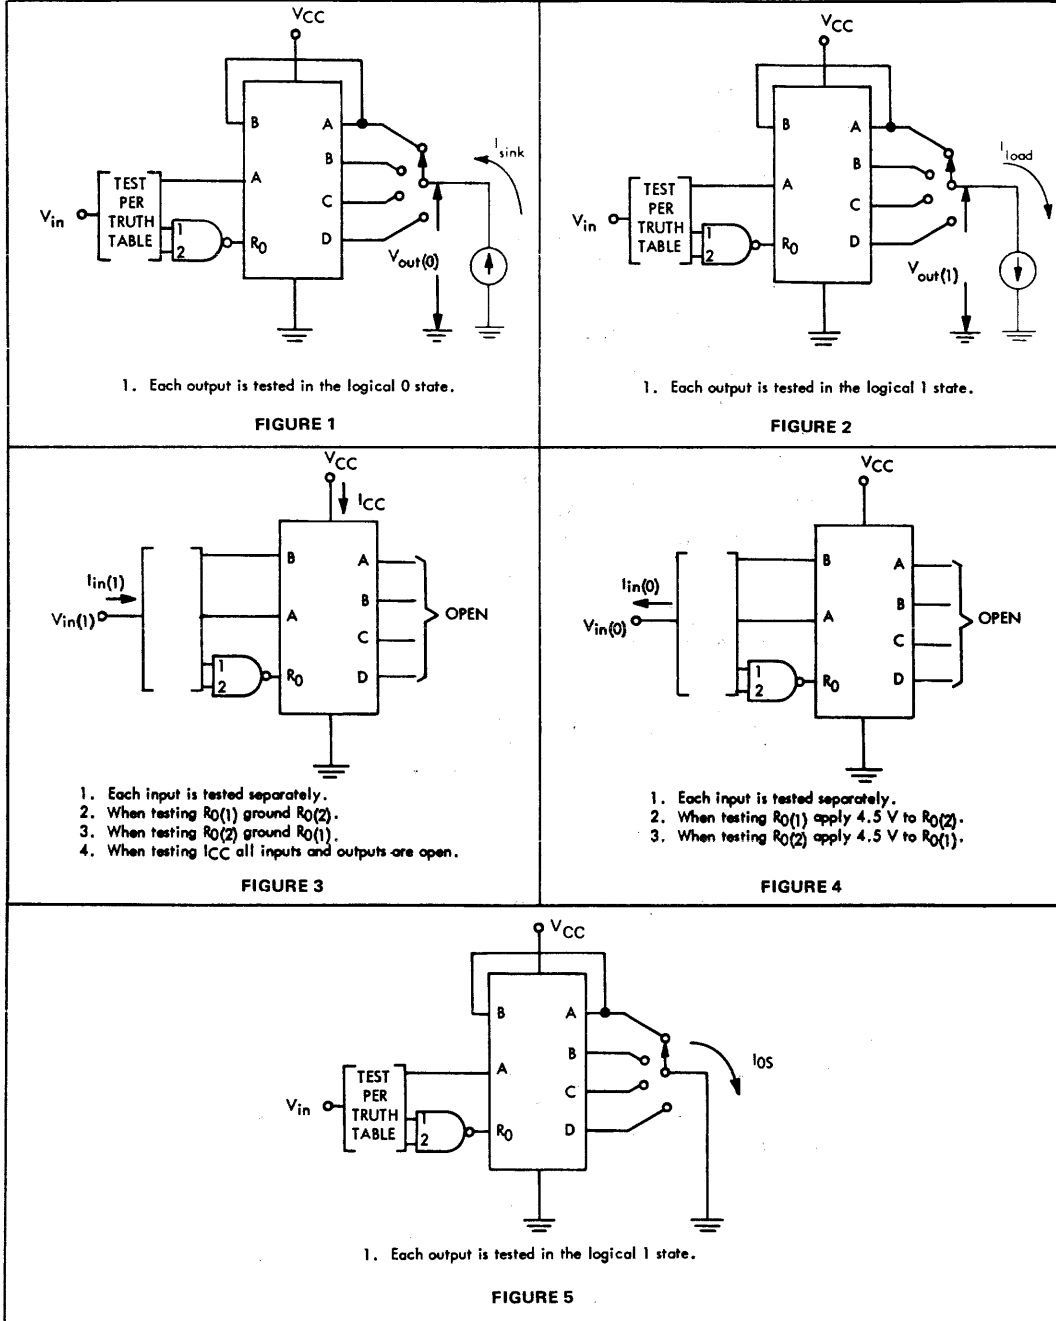 VCC
B
A
A
B
C
D
R0
Vin
TEST
PER
TRUTH
TABLE
1
2
Isink
Vout(0)
1. Each output is tested in the logical 0 state.
FIGURE 1
VCC
B
A
A
B
C
D
R0
Vin
TEST
PER
TRUTH
TABLE
1
2
Iload
Vout(1)
1. Each output is tested in the logical 1 state.
FIGURE 2
VCC
ICC
Iin(1)
Vin(1)
B
A
R0
1
2
A
B
C
D
OPEN
1. Each input is tested separately.
2. When testing R0(1) ground R0(2).
3. When testing R0(2) ground R0(1).
4. When testing ICC all inputs and outputs are open.
FIGURE 3
VCC
Iin(0)
Vin(0)
B
A
R0
1
2
A
B
C
D
OPEN
1. Each input is tested separately.
2. When testing R0(1) apply 4.5 V to R0(2).
3. When testing R0(2) apply 4.5 V to R0(1).
FIGURE 4
VCC
B
A
A
B
C
D
R0
Vin
TEST
PER
TRUTH
TABLE
1
2
IOS
1. Each output is tested in the logical 1 state.
FIGURE 5